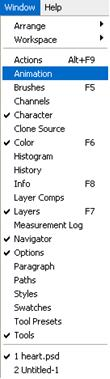 Window Help
Arrange
Workspace
Actions Alt+F9
Animation
Brushes F5
Channels
Character
Clone Source
Color F6
Histogram
History
Info F8
Layer Comps
Layers F7
Measurement Log
Navigator
Options
Paragraph
Paths
Styles
Swatches
Tool Presets
Tools
1 heart.psd
2 Untitled-1